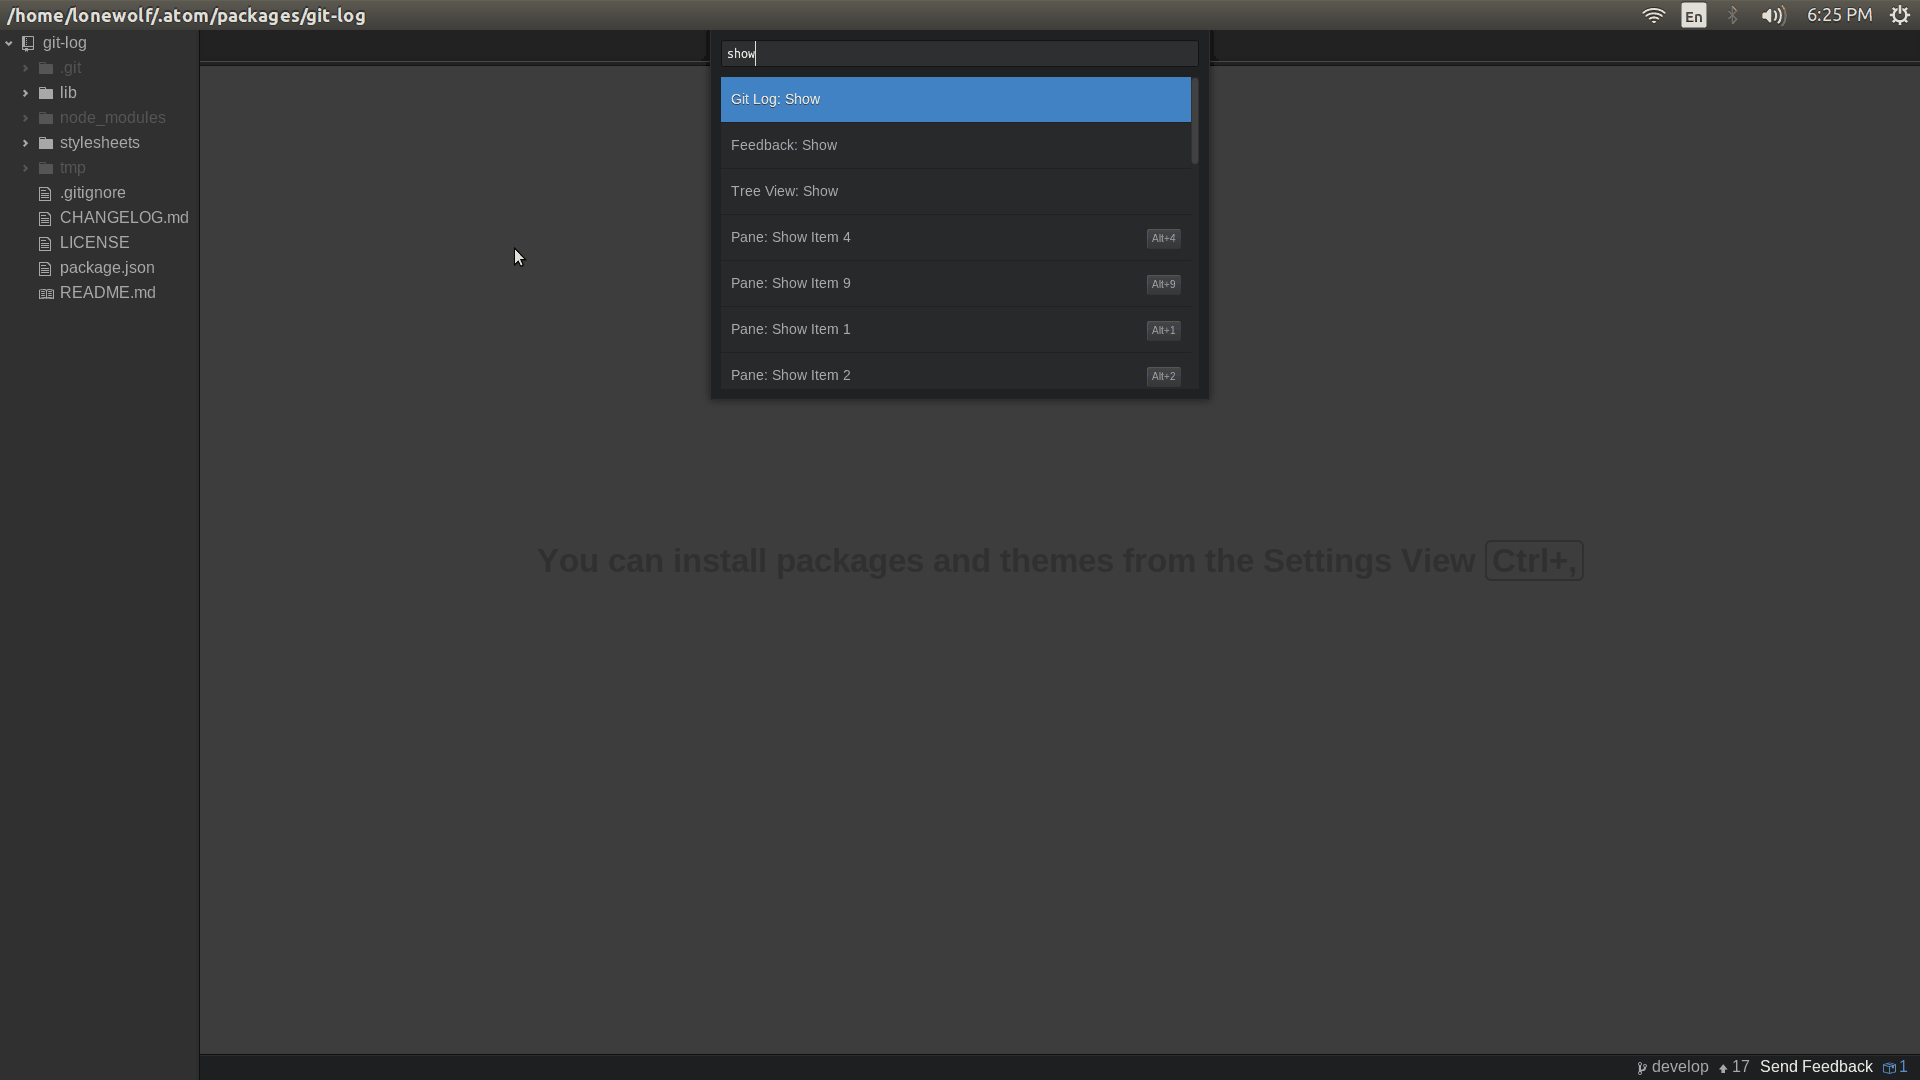 /home/lonewolf/.atom/packages/git-log
En
6:25 PM
git-log
.git
lib
node_modules
stylesheets
tmp
.gitignore
CHANGELOG.md
LICENSE
package.json
README.md
show
Git Log: Show
Feedback: Show
Tree View: Show
Pane: Show Item 4 Alt+4
Pane: Show Item 9 Alt+9
Pane: Show Item 1 Alt+1
Pane: Show Item 2 Alt+2
You can install packages and themes from the Settings View Ctrl+,
develop 17 Send Feedback 1